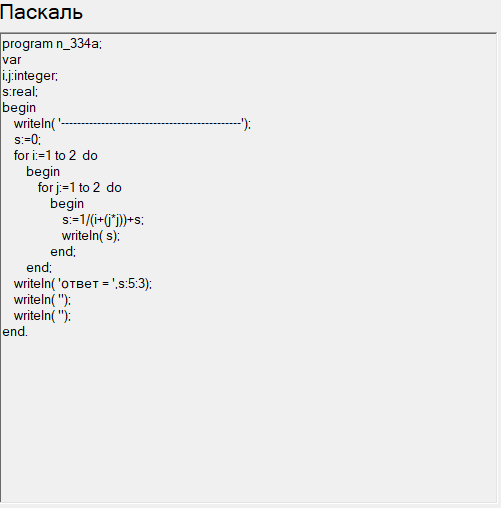 Паскаль
program n_334a;
var
i,j:integer;
s:real;
begin
writeln( '---------------------------------------------');
s:=0;
for i:=1 to 2 do
begin
for j:=1 to 2 do
begin
s:=1/(i+(j*j))+s;
writeln( s);
end;
end;
writeln( 'ответ = ',s:5:3);
writeln( '');
writeln( '');
end.